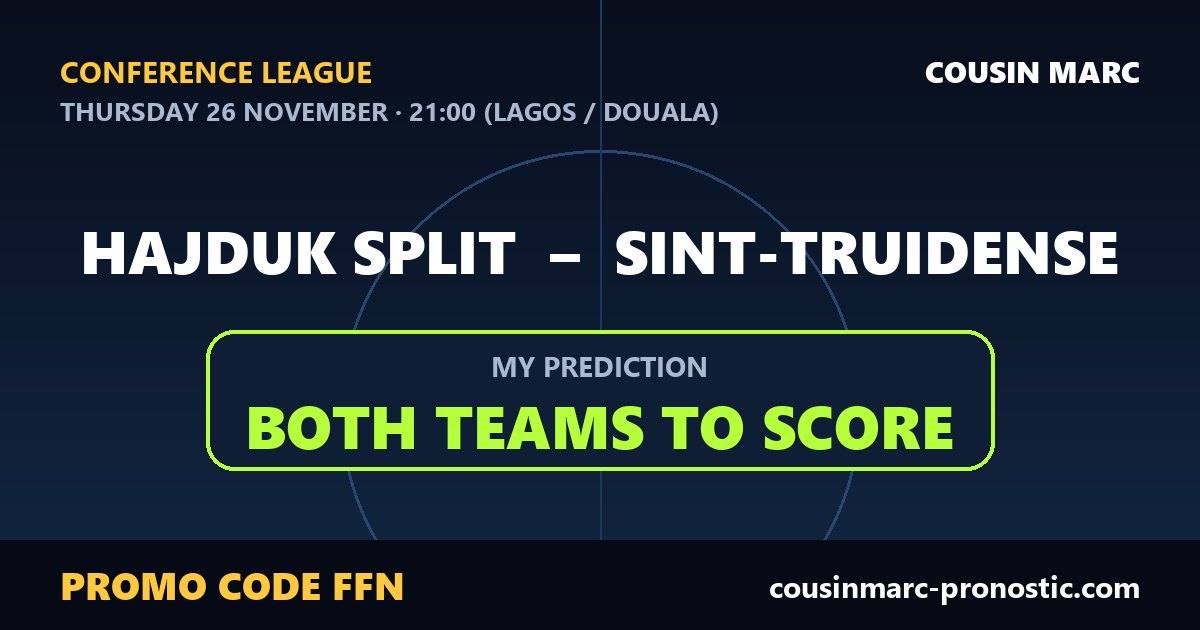 CONFERENCE LEAGUE
COUSIN MARC
THURSDAY 26 NOVEMBER · 21:00 (LAGOS / DOUALA)
HAJDUK SPLIT – SINT-TRUIDENSE
MY PREDICTION
BOTH TEAMS TO SCORE
PROMO CODE FFN
cousinmarc-pronostic.com